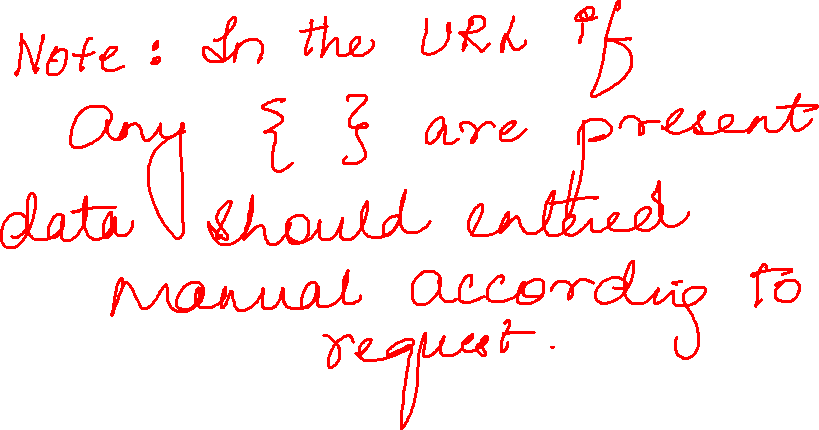 Note: In the URL if
Any { } are present
data should entered
Manual according to
request.